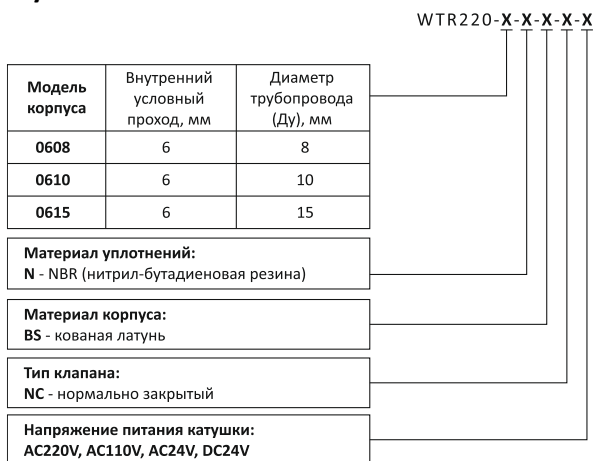 WTR220-X-X-X-X-X
Модель корпуса
Внутренний условный проход, мм
Диаметр трубопровода (Ду), мм
0608 6 8
0610 6 10
0615 6 15
Материал уплотнений:
N - NBR (нитрил-бутадиеновая резина)
Материал корпуса:
BS - кованая латунь
Тип клапана:
NC - нормально закрытый
Напряжение питания катушки:
AC220V, AC110V, AC24V, DC24V